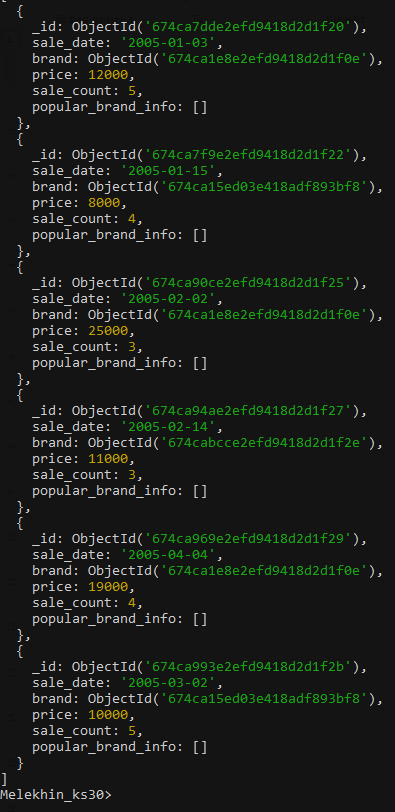 [
  {
    _id: ObjectId('674ca7dde2efd9418d2d1f20'),
    sale_date: '2005-01-03',
    brand: ObjectId('674ca1e8e2efd9418d2d1f0e'),
    price: 12000,
    sale_count: 5,
    popular_brand_info: []
  },
  {
    _id: ObjectId('674ca7f9e2efd9418d2d1f22'),
    sale_date: '2005-01-15',
    brand: ObjectId('674ca15ed03e418adf893bf8'),
    price: 8000,
    sale_count: 4,
    popular_brand_info: []
  },
  {
    _id: ObjectId('674ca90ce2efd9418d2d1f25'),
    sale_date: '2005-02-02',
    brand: ObjectId('674ca1e8e2efd9418d2d1f0e'),
    price: 25000,
    sale_count: 3,
    popular_brand_info: []
  },
  {
    _id: ObjectId('674ca94ae2efd9418d2d1f27'),
    sale_date: '2005-02-14',
    brand: ObjectId('674cabcce2efd9418d2d1f2e'),
    price: 11000,
    sale_count: 3,
    popular_brand_info: []
  },
  {
    _id: ObjectId('674ca969e2efd9418d2d1f29'),
    sale_date: '2005-04-04',
    brand: ObjectId('674ca1e8e2efd9418d2d1f0e'),
    price: 19000,
    sale_count: 4,
    popular_brand_info: []
  },
  {
    _id: ObjectId('674ca993e2efd9418d2d1f2b'),
    sale_date: '2005-03-02',
    brand: ObjectId('674ca15ed03e418adf893bf8'),
    price: 10000,
    sale_count: 5,
    popular_brand_info: []
  }
]
Melekhin_ks30>